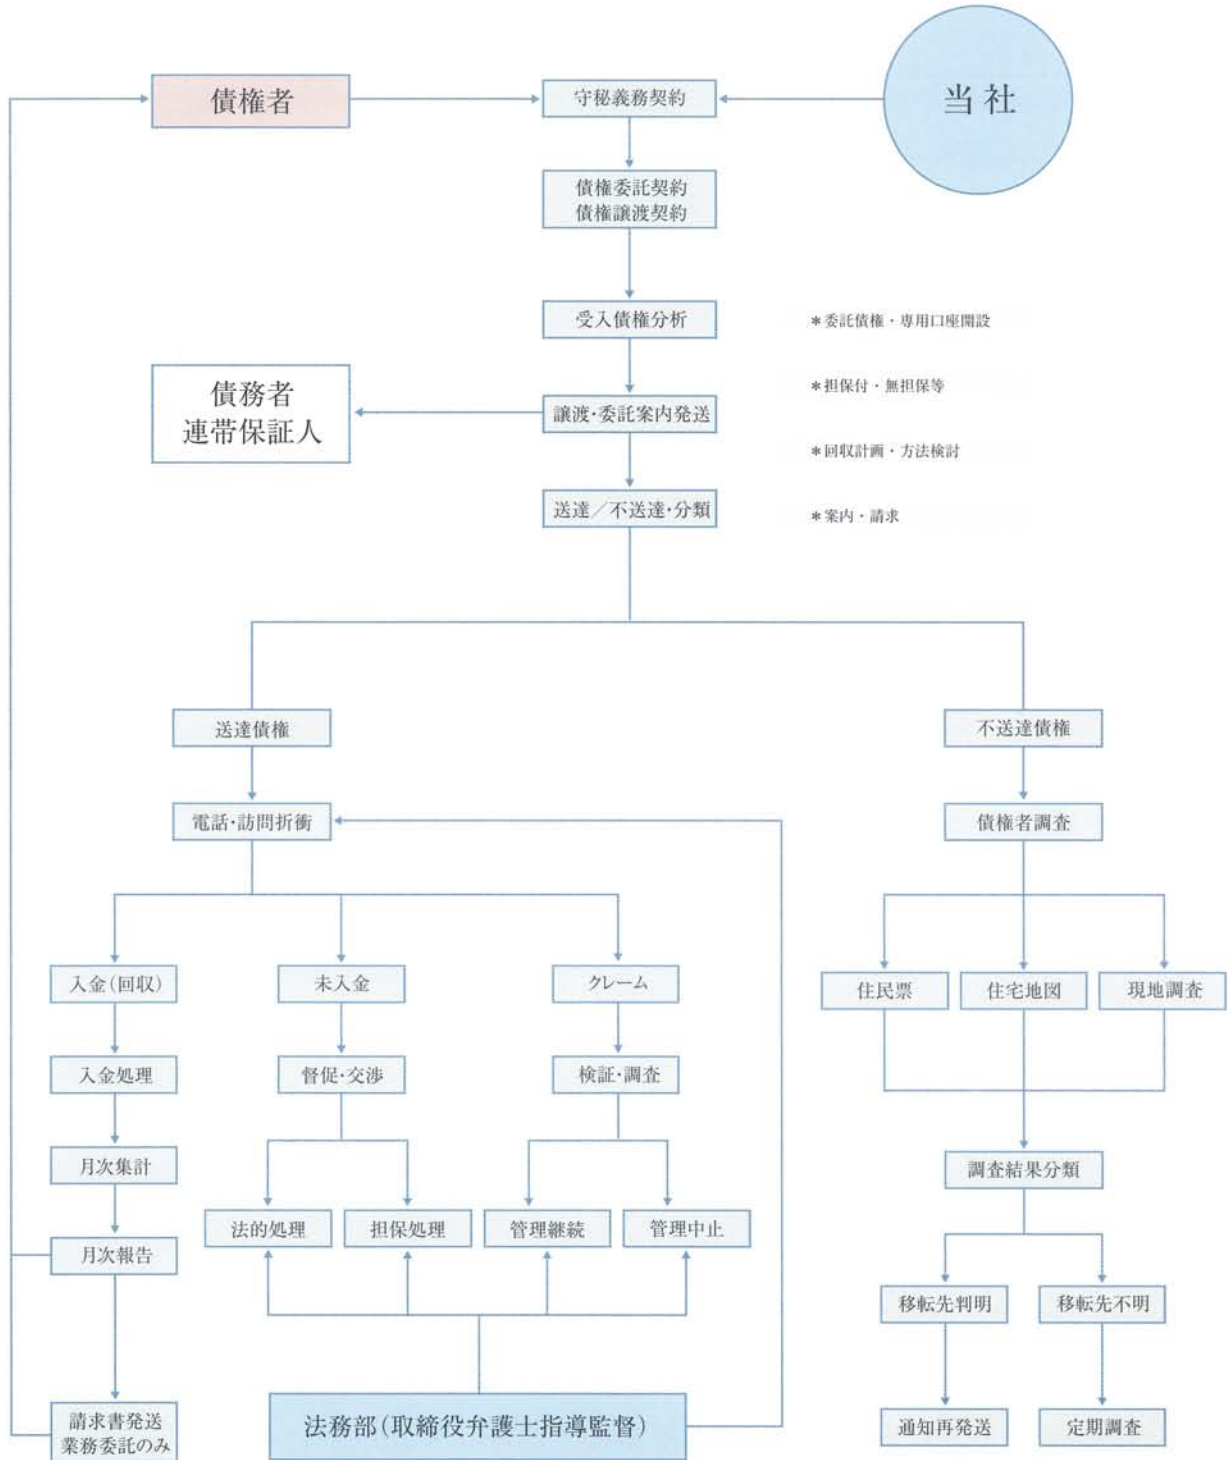 債権者
守秘義務契約
当社
債権委託契約
債権譲渡契約
受入債権分析
＊委託債権・専用口座開設
債務者
連帯保証人
譲渡・委託案内発送
＊担保付・無担保等
＊回収計画・方法検討
送達／不送達・分類
＊案内・請求
送達債権
不送達債権
電話・訪問折衝
債権者調査
入金（回収）
未入金
クレーム
住民票
住宅地図
現地調査
入金処理
督促・交渉
検証・調査
月次集計
調査結果分類
法的処理
担保処理
管理継続
管理中止
月次報告
移転先判明
移転先不明
請求書発送
業務委託のみ
法務部（取締役弁護士指導監督）
通知再発送
定期調査